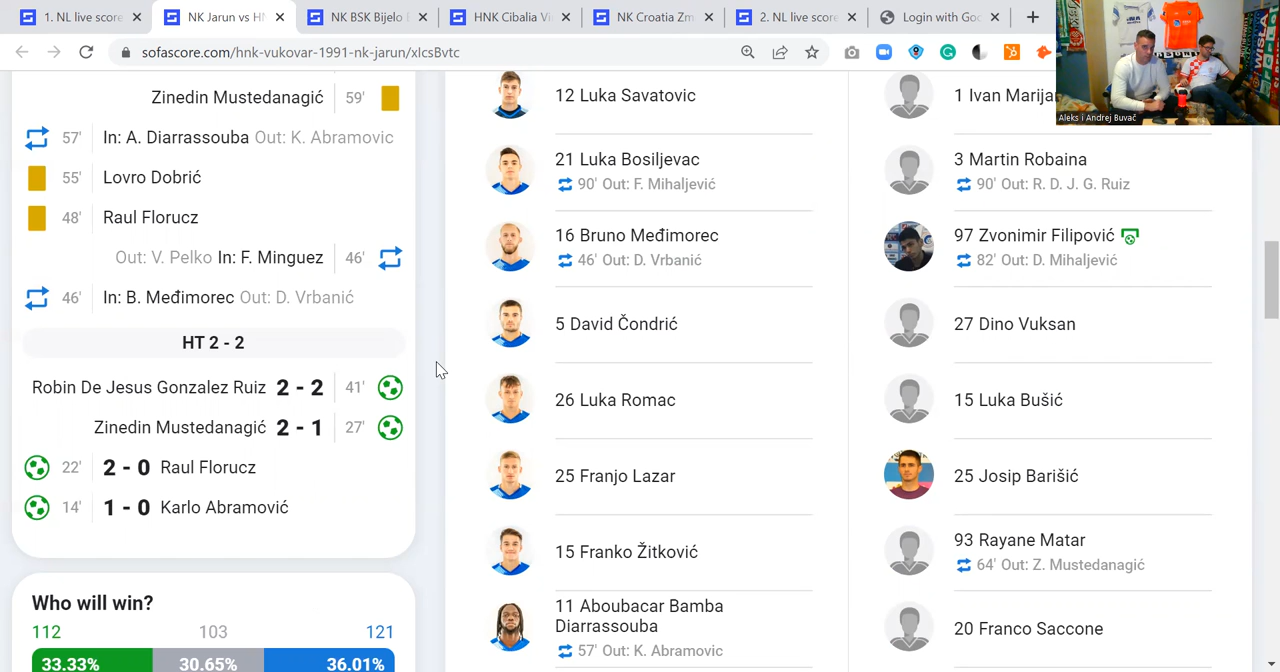 1. NL live score
NK Jarun vs HN
NK BSK Bijelo B
HNK Cibalia Vi
NK Croatia Zm
2. NL live score
Login with Goo
sofascore.com/hnk-vukovar-1991-nk-jarun/xIcsBvtc
Aleks i Andrej Buvač
Zinedin Mustedanagić 59'
57' In: A. Diarrassouba Out: K. Abramovic
55' Lovro Dobrić
48' Raul Florucz
Out: V. Pelko In: F. Minguez 46'
46' In: B. Međimorec Out: D. Vrbanić
HT 2 - 2
Robin De Jesus Gonzalez Ruiz 2 - 2 41'
Zinedin Mustedanagić 2 - 1 27'
22' 2 - 0 Raul Florucz
14' 1 - 0 Karlo Abramović
Who will win?
112 103 121
33.33% 30.65% 36.01%
12 Luka Savatovic
21 Luka Bosiljevac
90' Out: F. Mihaljević
16 Bruno Međimorec
46' Out: D. Vrbanić
5 David Čondrić
26 Luka Romac
25 Franjo Lazar
15 Franko Žitković
11 Aboubacar Bamba
Diarrassouba
57' Out: K. Abramovic
1 Ivan Marija
3 Martin Robaina
90' Out: R. D. J. G. Ruiz
97 Zvonimir Filipović
82' Out: D. Mihaljević
27 Dino Vuksan
15 Luka Bušić
25 Josip Barišić
93 Rayane Matar
64' Out: Z. Mustedanagić
20 Franco Saccone